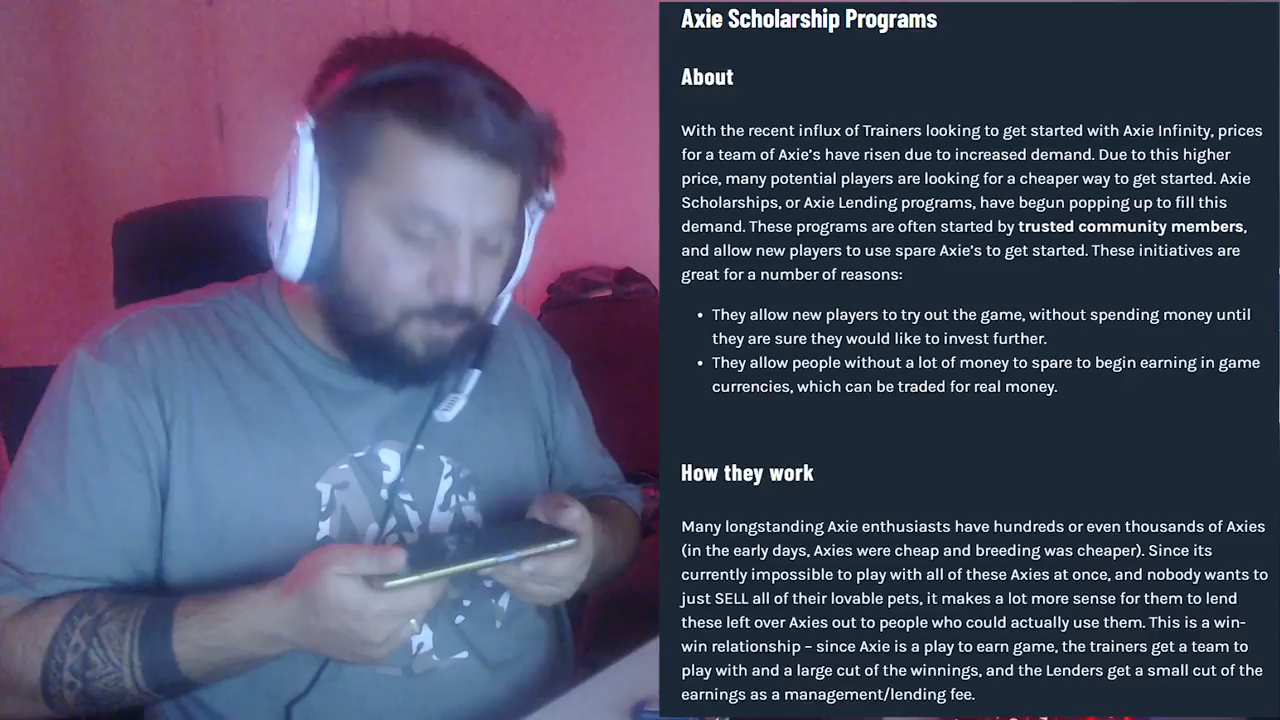 Axie Scholarship Programs
About
With the recent influx of Trainers looking to get started with Axie Infinity, prices
for a team of Axie's have risen due to increased demand. Due to this higher
price, many potential players are looking for a cheaper way to get started. Axie
Scholarships, or Axie Lending programs, have begun popping up to fill this
demand. These programs are often started by trusted community members,
and allow new players to use spare Axie's to get started. These initiatives are
great for a number of reasons:
• They allow new players to try out the game, without spending money until
they are sure they would like to invest further.
• They allow people without a lot of money to spare to begin earning in game
currencies, which can be traded for real money.
How they work
Many longstanding Axie enthusiasts have hundreds or even thousands of Axies
(in the early days, Axies were cheap and breeding was cheaper). Since its
currently impossible to play with all of these Axies at once, and nobody wants to
just SELL all of their lovable pets, it makes a lot more sense for them to lend
these left over Axies out to people who could actually use them. This is a win-
win relationship – since Axie is a play to earn game, the trainers get a team to
play with and a large cut of the winnings, and the Lenders get a small cut of the
earnings as a management/lending fee.